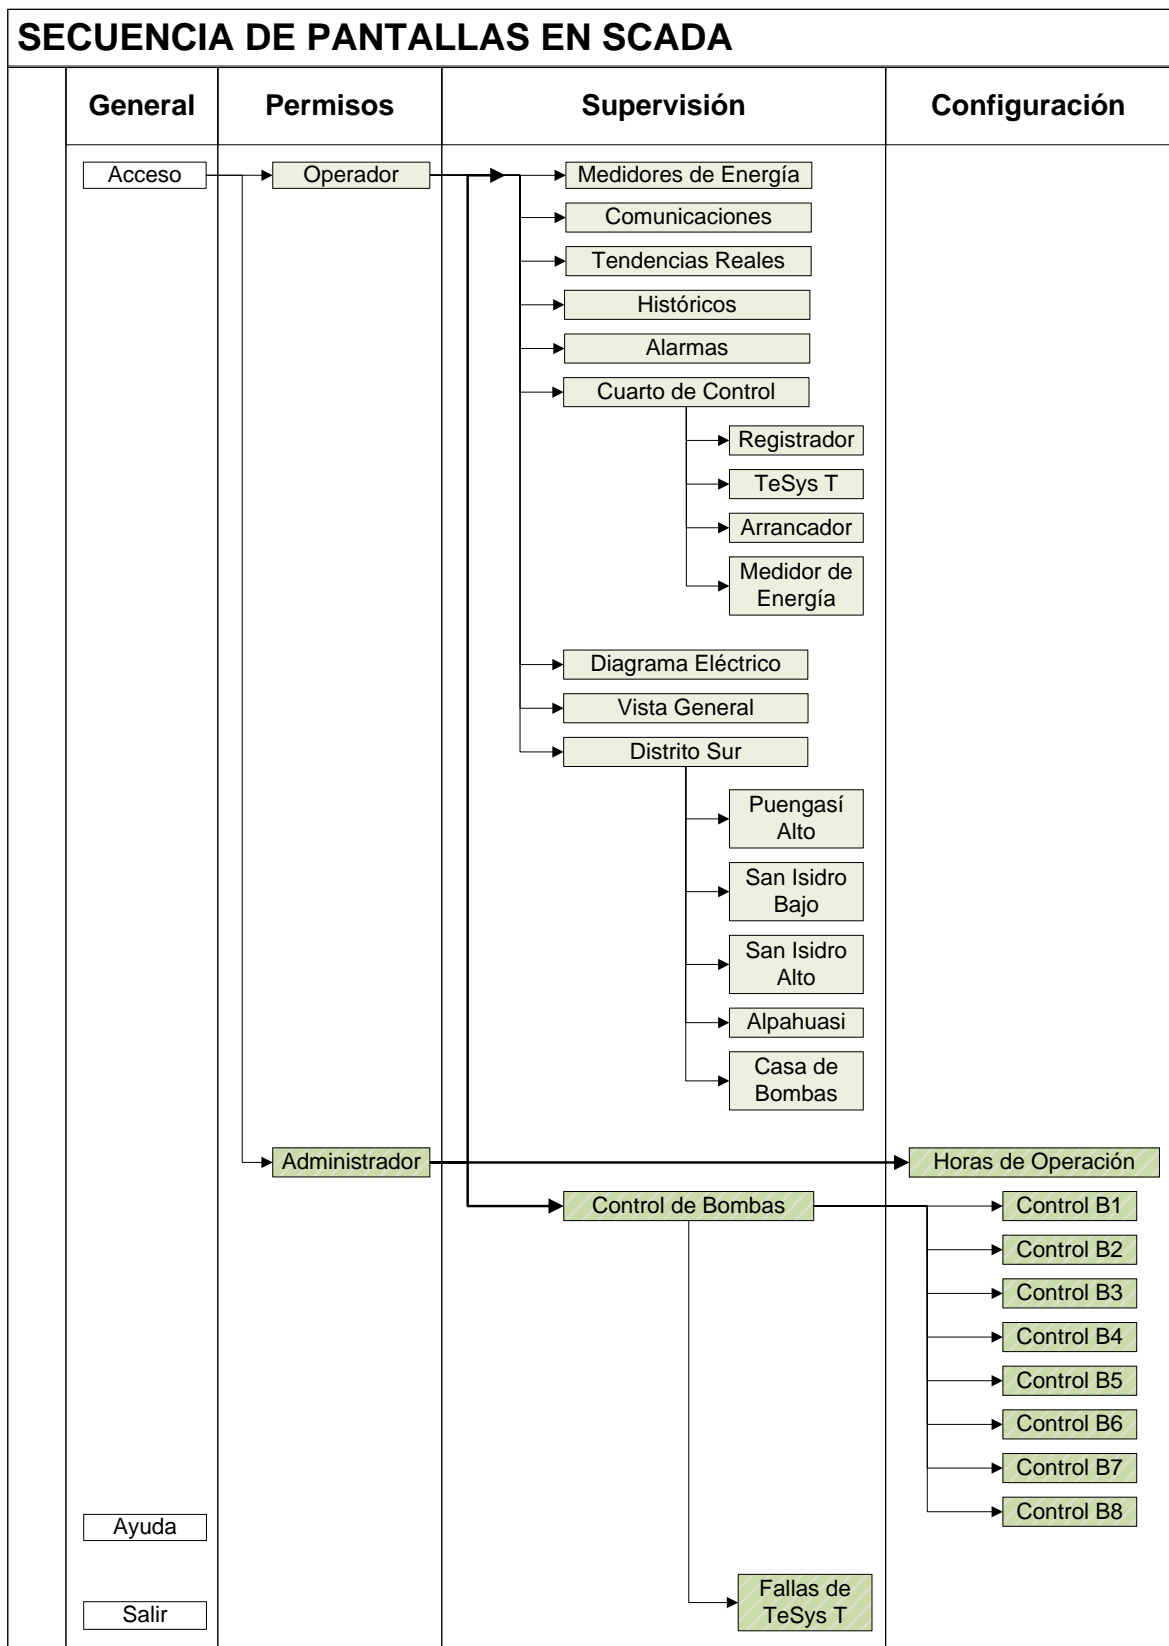 SECUENCIA DE PANTALLAS EN SCADA
General
Permisos
Supervisión
Configuración
Acceso
Operador
Medidores de Energía
Comunicaciones
Tendencias Reales
Históricos
Alarmas
Cuarto de Control
Registrador
TeSys T
Arrancador
Medidor de
Energía
Diagrama Eléctrico
Vista General
Distrito Sur
Puengasí
Alto
San Isidro
Bajo
San Isidro
Alto
Alpahuasi
Casa de
Bombas
Administrador
Horas de Operación
Control de Bombas
Control B1
Control B2
Control B3
Control B4
Control B5
Control B6
Control B7
Control B8
Ayuda
Fallas de
TeSys T
Salir